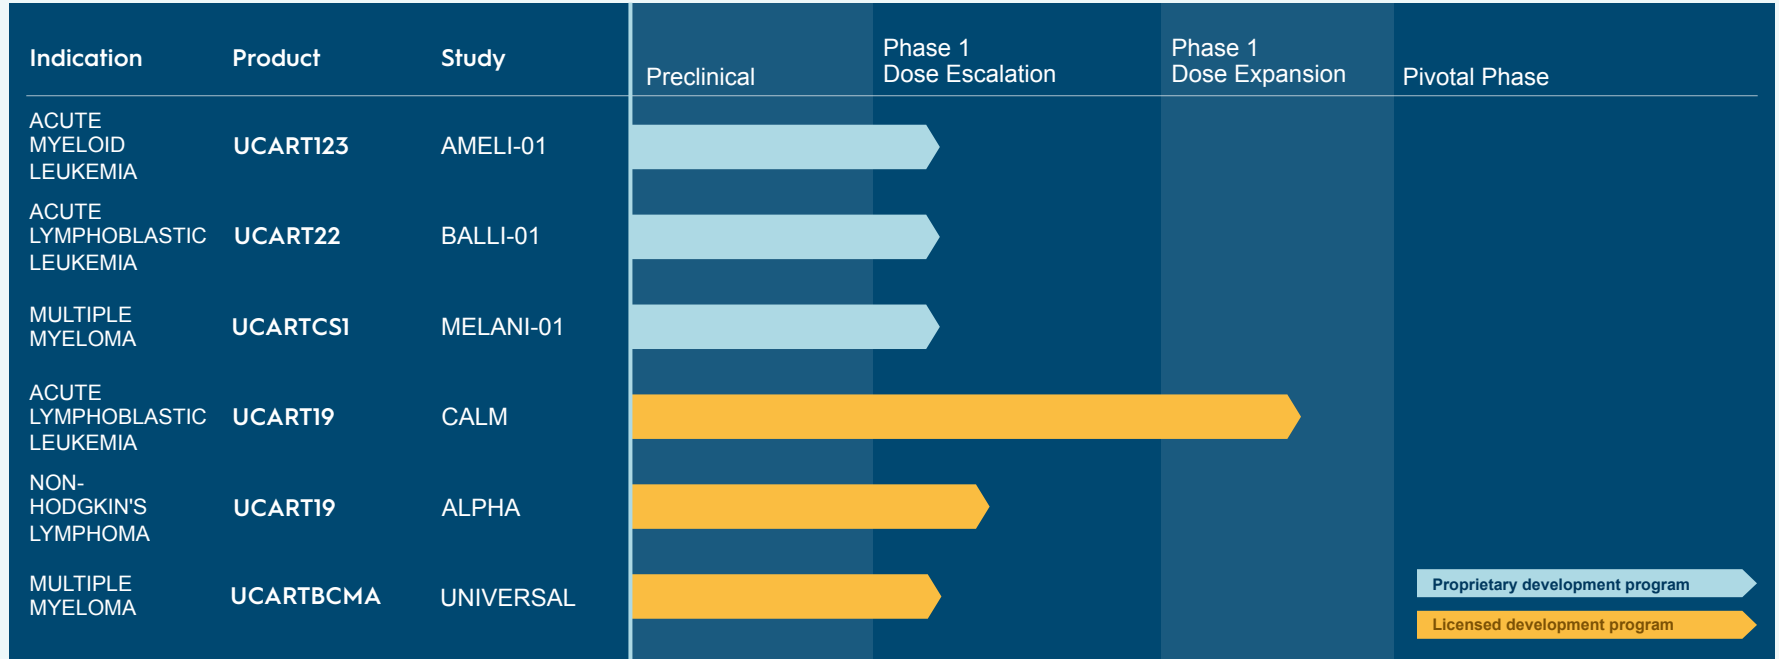 Indication
Product
Study
Preclinical
Phase 1
Dose Escalation
Phase 1
Dose Expansion
Pivotal Phase
ACUTE
MYELOID
LEUKEMIA
UCART123
AMELI-01
ACUTE
LYMPHOBLASTIC
LEUKEMIA
UCART22
BALLI-01
MULTIPLE
MYELOMA
UCARTCS1
MELANI-01
ACUTE
LYMPHOBLASTIC
LEUKEMIA
UCART19
CALM
NON-
HODGKIN'S
LYMPHOMA
UCART19
ALPHA
MULTIPLE
MYELOMA
UCARTBCMA
UNIVERSAL
Proprietary development program
Licensed development program